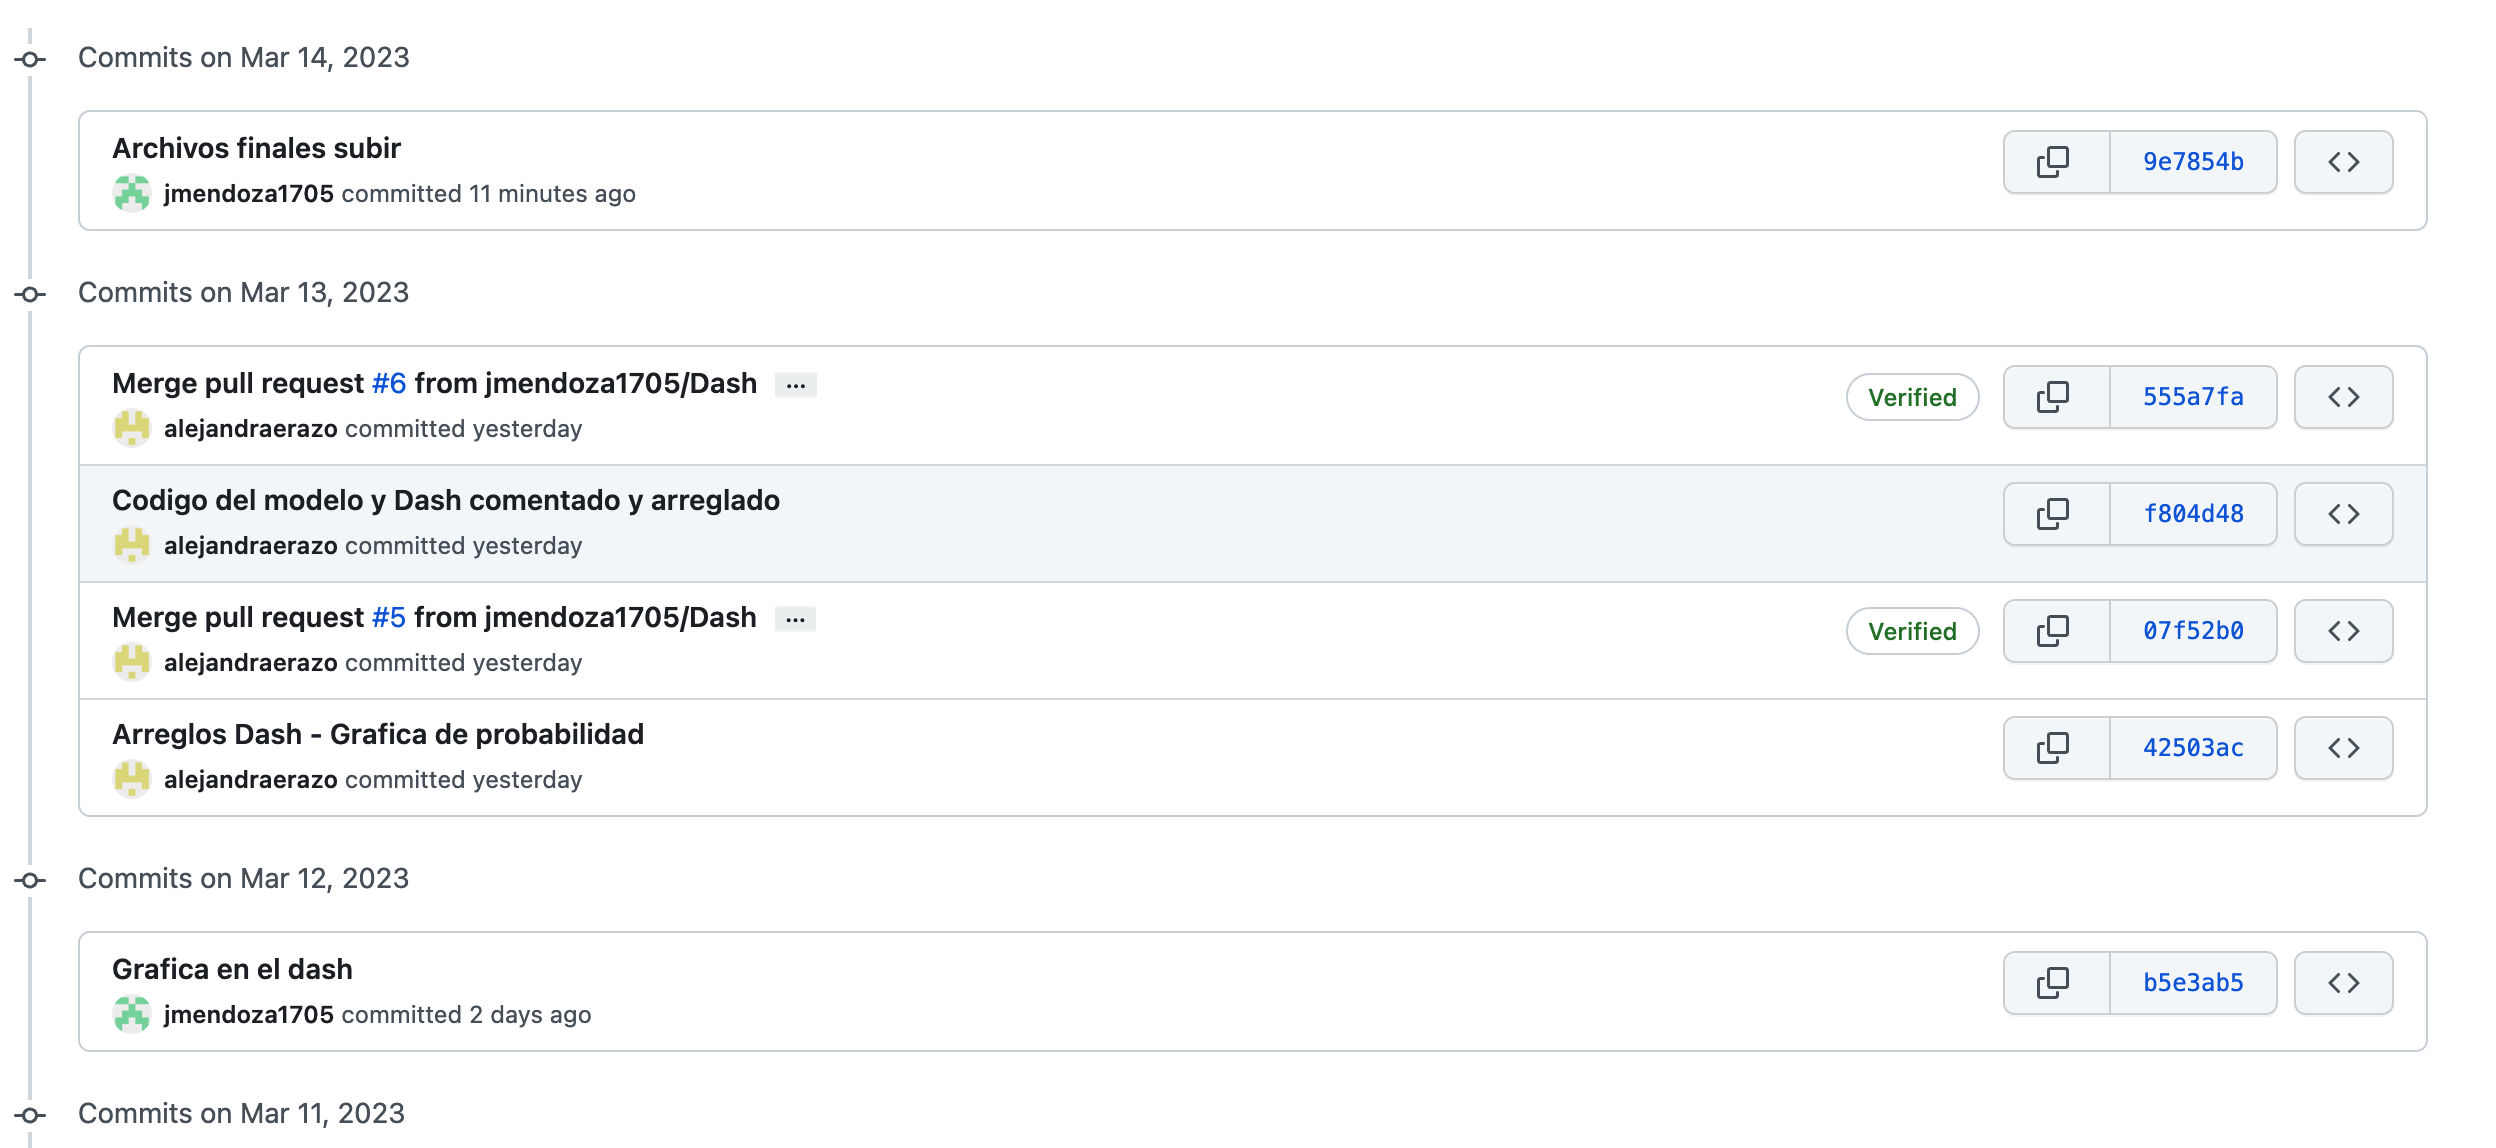 Commits on Mar 14, 2023
Archivos finales subir
jmendoza1705 committed 11 minutes ago
9e7854b
Commits on Mar 13, 2023
Merge pull request #6 from jmendoza1705/Dash ...
alejandraerazo committed yesterday
Verified
555a7fa
Codigo del modelo y Dash comentado y arreglado
alejandraerazo committed yesterday
f804d48
Merge pull request #5 from jmendoza1705/Dash ...
alejandraerazo committed yesterday
Verified
07f52b0
Arreglos Dash - Grafica de probabilidad
alejandraerazo committed yesterday
42503ac
Commits on Mar 12, 2023
Grafica en el dash
jmendoza1705 committed 2 days ago
b5e3ab5
Commits on Mar 11, 2023